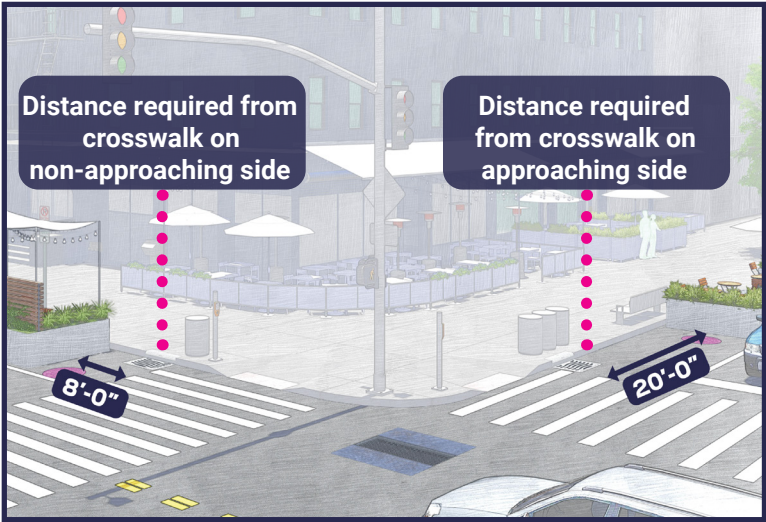 Distance required from
crosswalk on
non-approaching side
Distance required
from crosswalk on
approaching side
8'-0"
20'-0"